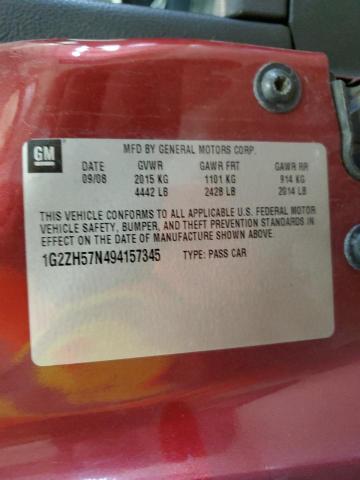 GM
MFD BY GENERAL MOTORS CORP.
DATE GVWR GAWR FRT GAWR RR
09/08 2015 KG 1101 KG 914 KG
4442 LB 2428 LB 2014 LB
THIS VEHICLE CONFORMS TO ALL APPLICABLE U.S. FEDERAL MOTOR
VEHICLE SAFETY, BUMPER, AND THEFT PREVENTION STANDARDS IN
EFFECT ON THE DATE OF MANUFACTURE SHOWN ABOVE.
1G2ZH57N494157345 TYPE: PASS CAR